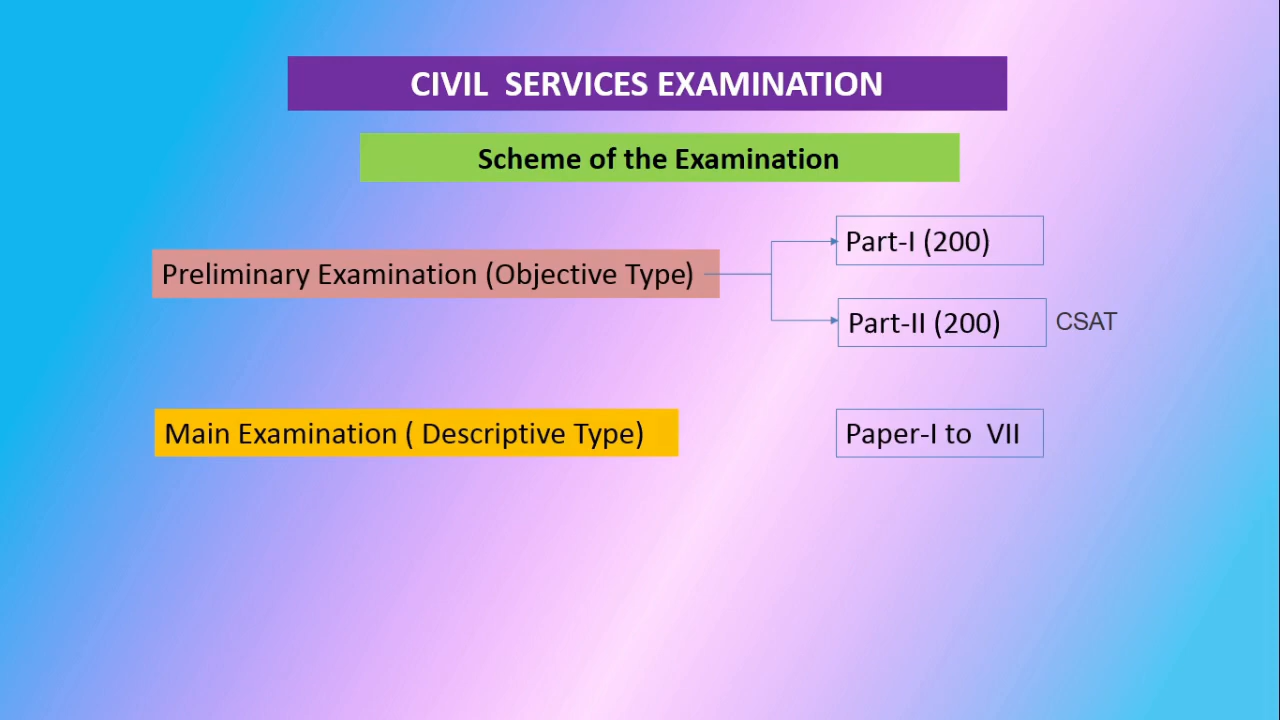 CIVIL SERVICES EXAMINATION
Scheme of the Examination
Preliminary Examination (Objective Type)
Part-I (200)
Part-II (200)
CSAT
Main Examination ( Descriptive Type)
Paper-I to VII